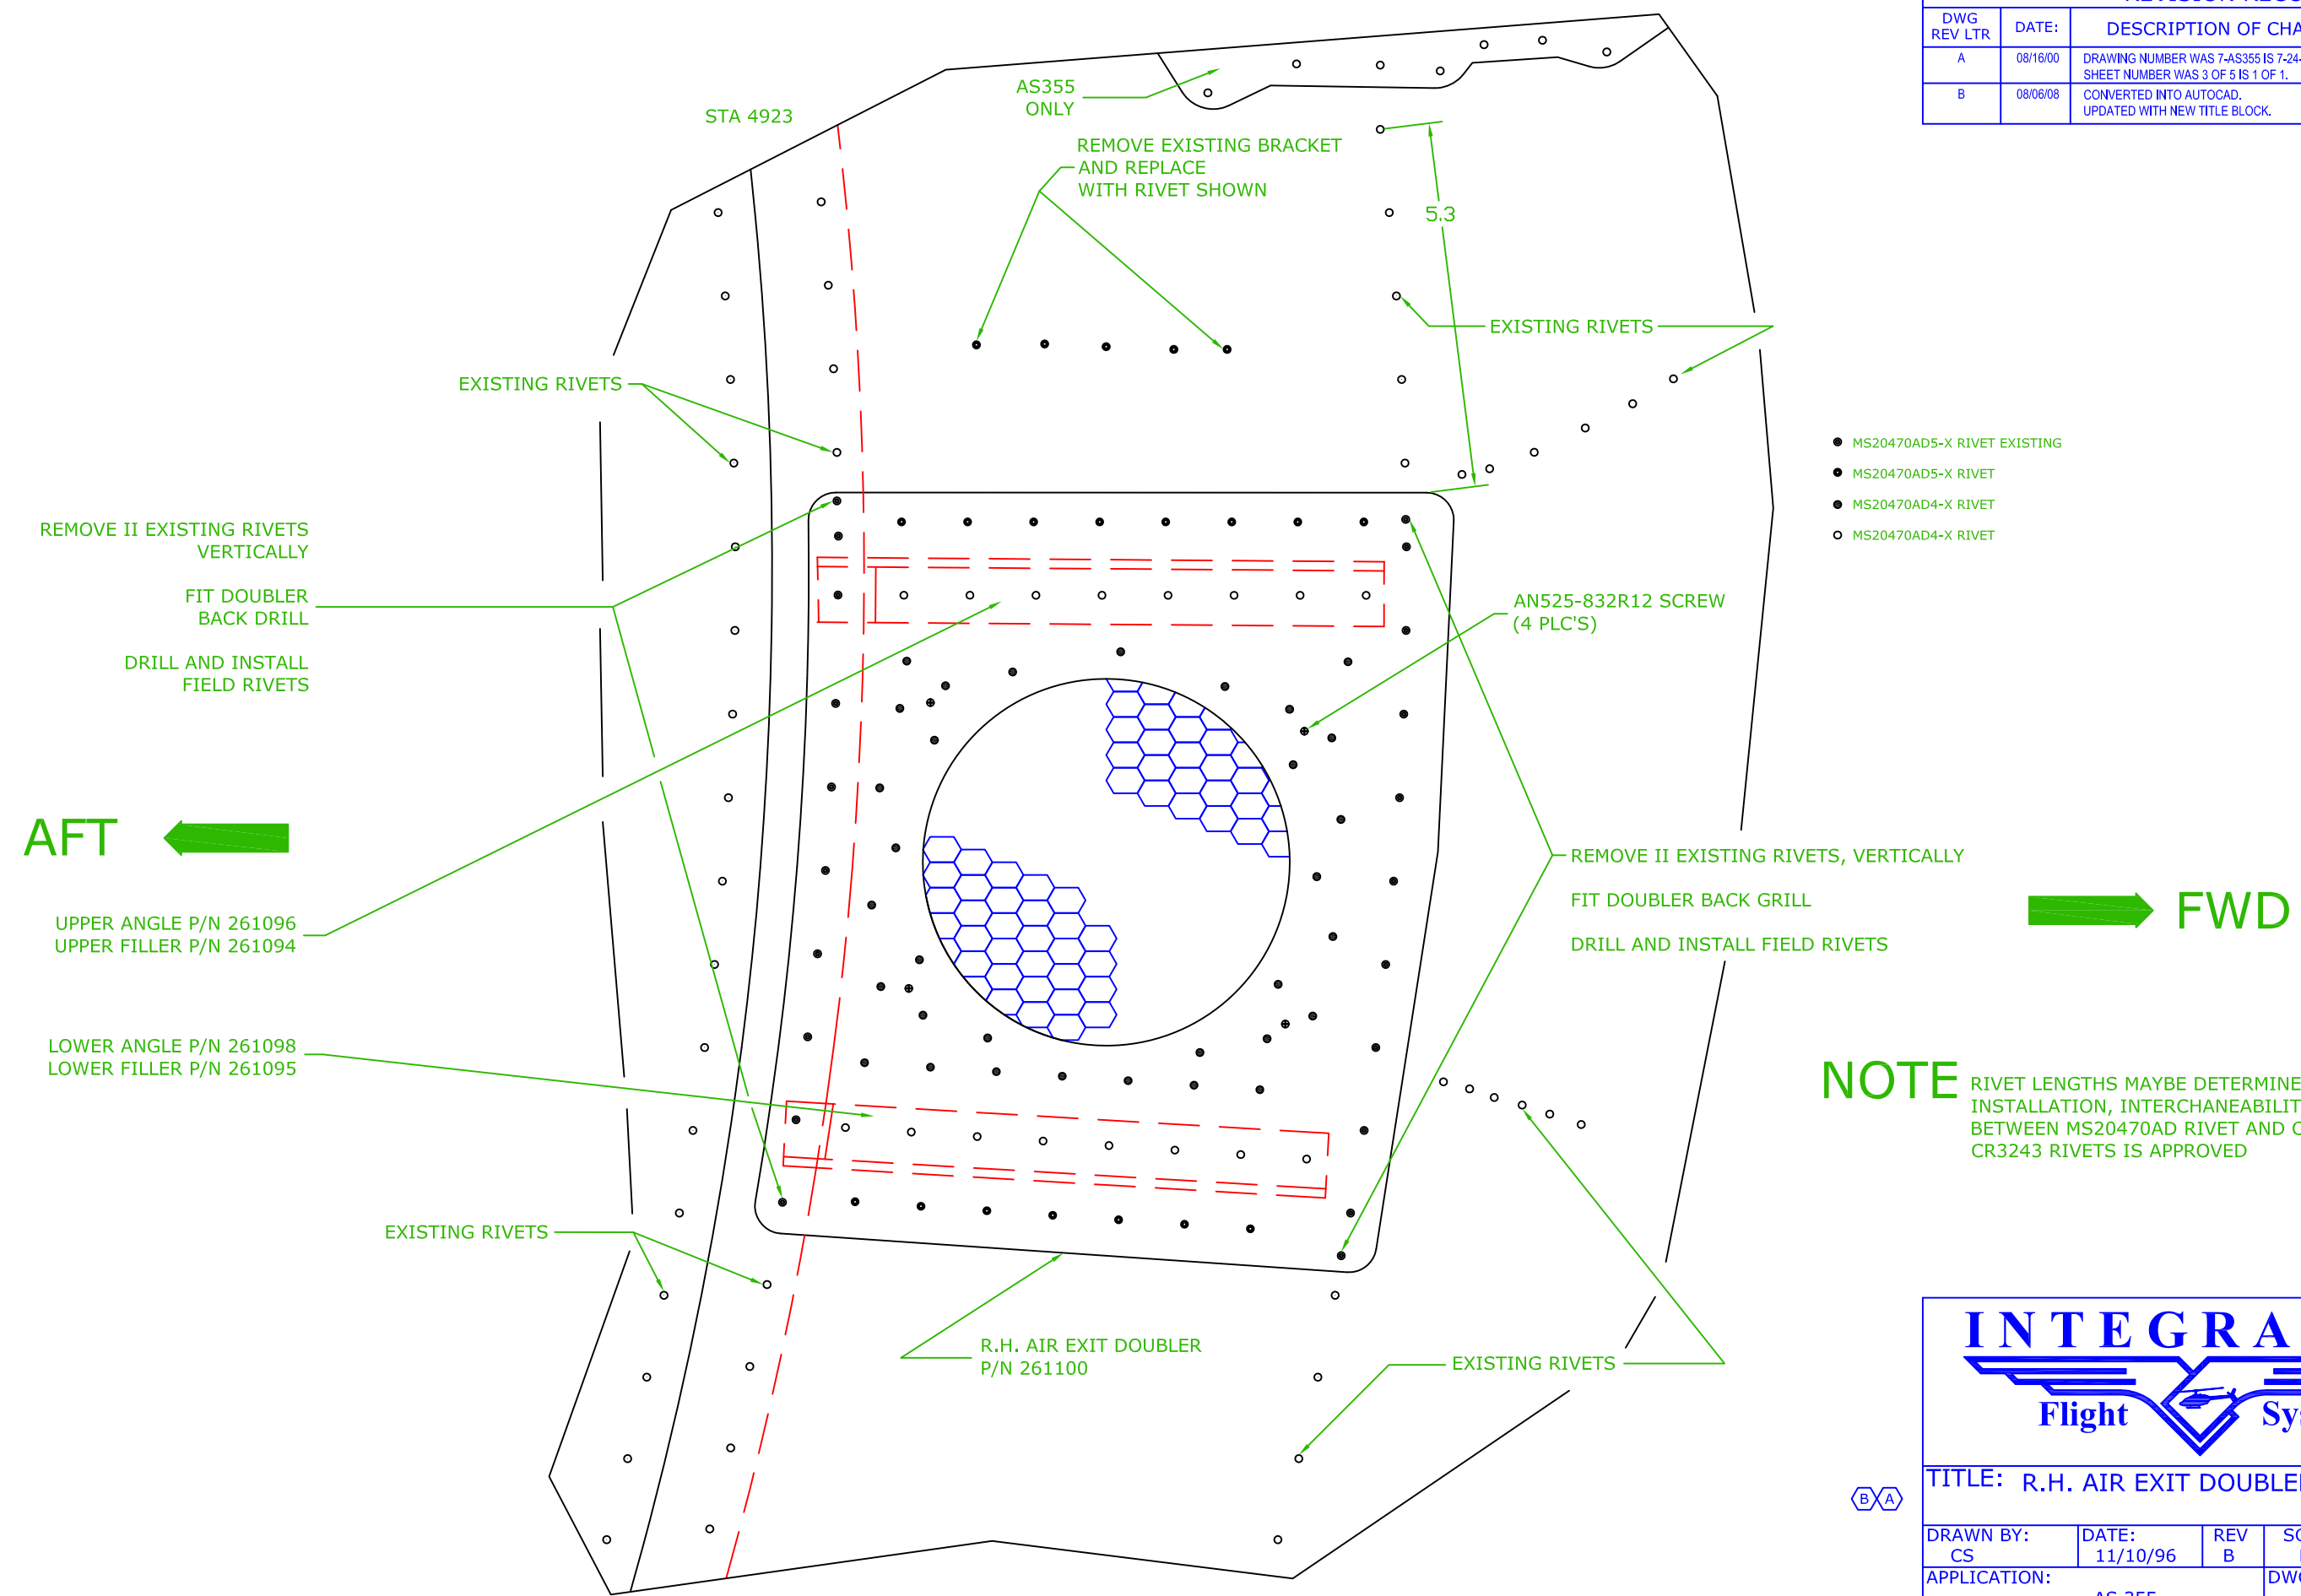 DWG
REV LTR
DATE:
A
08/16/00
DRAWING NUMBER WAS 7-AS355 IS 7-24-
SHEET NUMBER WAS 3 OF 5 IS 1 OF 1.
B
08/06/08
CONVERTED INTO AUTOCAD.
UPDATED WITH NEW TITLE BLOCK.
DESCRIPTION OF
STA 4923
AS355
ONLY
REMOVE EXISTING BRACKET
AND REPLACE
WITH RIVET SHOWN
5.3
EXISTING RIVETS
EXISTING RIVETS
MS20470AD5-X RIVET EXISTING
MS20470AD5-X RIVET
MS20470AD4-X RIVET
MS20470AD4-X RIVET
REMOVE II EXISTING RIVETS
VERTICALLY
FIT DOUBLER
BACK DRILL
DRILL AND INSTALL
FIELD RIVETS
AN525-832R12 SCREW
(4 PLC'S)
AFT
REMOVE II EXISTING RIVETS, VERTICALLY
FIT DOUBLER BACK GRILL
DRILL AND INSTALL FIELD RIVETS
FWD
UPPER ANGLE P/N 261096
UPPER FILLER P/N 261094
LOWER ANGLE P/N 261098
LOWER FILLER P/N 261095
NOTE
RIVET LENGTHS MAYBE
INSTALLATION,
BETWEEN MS20470AD RIVET AND
CR3243 RIVETS IS APPROVED
EXISTING RIVETS
R.H. AIR EXIT DOUBLER
P/N 261100
EXISTING RIVETS
Flight
B A
TITLE: R.H. AIR EXIT
DRAWN BY:
CS
DATE:
11/10/96
REV
B
APPLICATION: